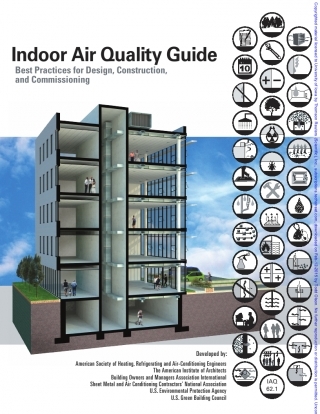 Indoor Air Quality Guide
Best Practices for Design, Construction,
and Commissioning
10
Developed by:
American Society of Heating, Refrigerating and Air-Conditioning Engineers
The American Institute of Architects
Building Owners and Managers Association International
Sheet Metal and Air Conditioning Contractors' National Association
U.S. Environmental Protection Agency
U.S. Green Building Council
IAQ
62.1